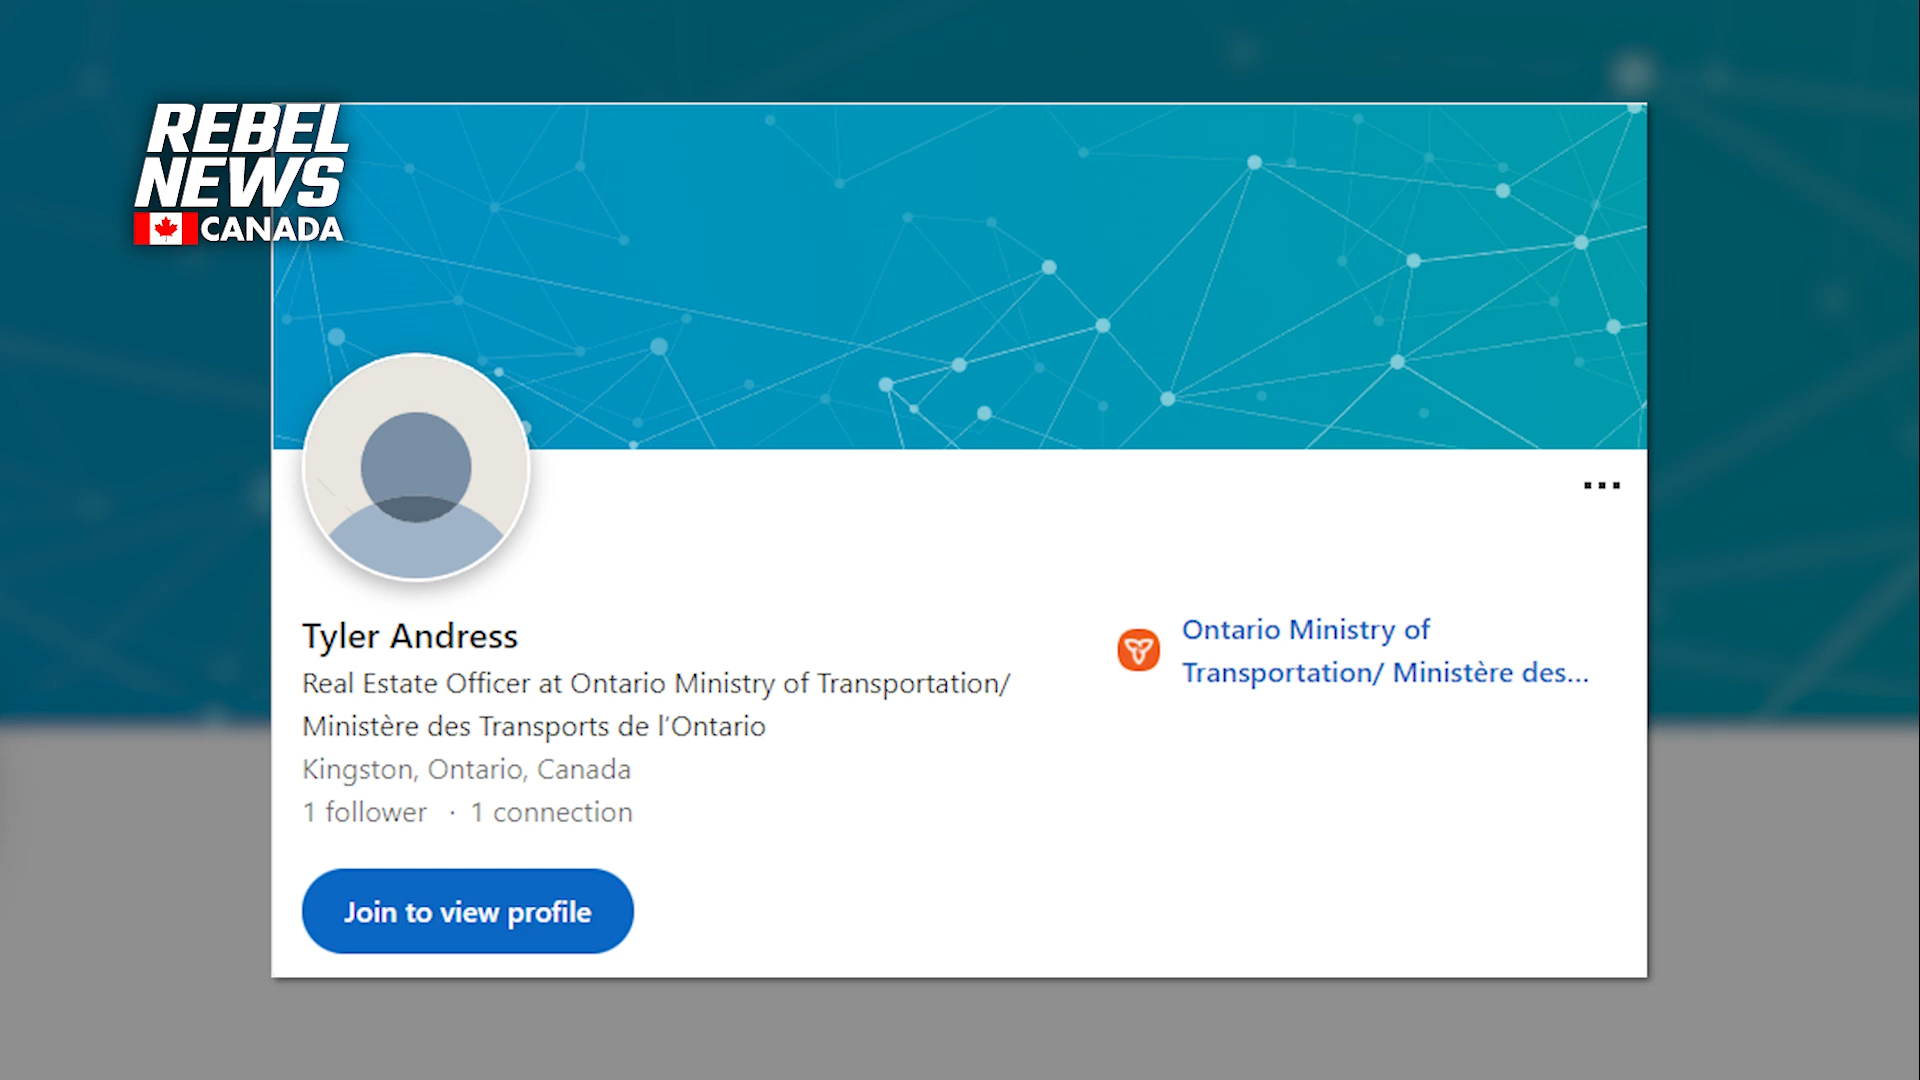 REBEL
NEWS
CANADA
Tyler Andress
Real Estate Officer at Ontario Ministry of Transportation/
Ministère des Transports de l’Ontario
Kingston, Ontario, Canada
1 follower · 1 connection
Join to view profile
Ontario Ministry of
Transportation/ Ministère des...